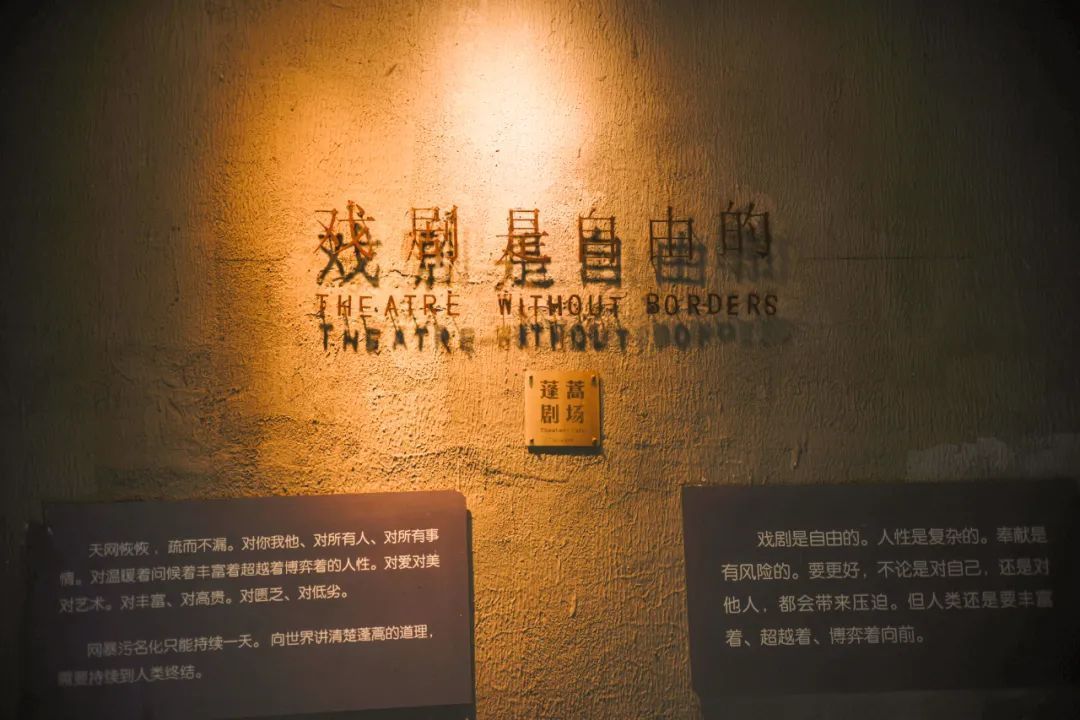 戏剧是自由的
THEATRE WITHOUT BORDERS
蓬蒿
剧场
天网恢恢，疏而不漏。对你我他、对所有人、对所有事
情。对温暖着问候着丰富着超越着博弈着的人性。对爱对美
对艺术。对丰富、对高贵。对匮乏、对低劣。
网暴污名化只能持续一天。向世界讲清楚蓬蒿的道理，
需要持续到人类终结。
戏剧是自由的。人性是复杂的。奉献是
有风险的。要更好，不论是对自己，还是对
他人，都会带来压迫。但人类还是要丰富
着、超越着、博弈着向前。